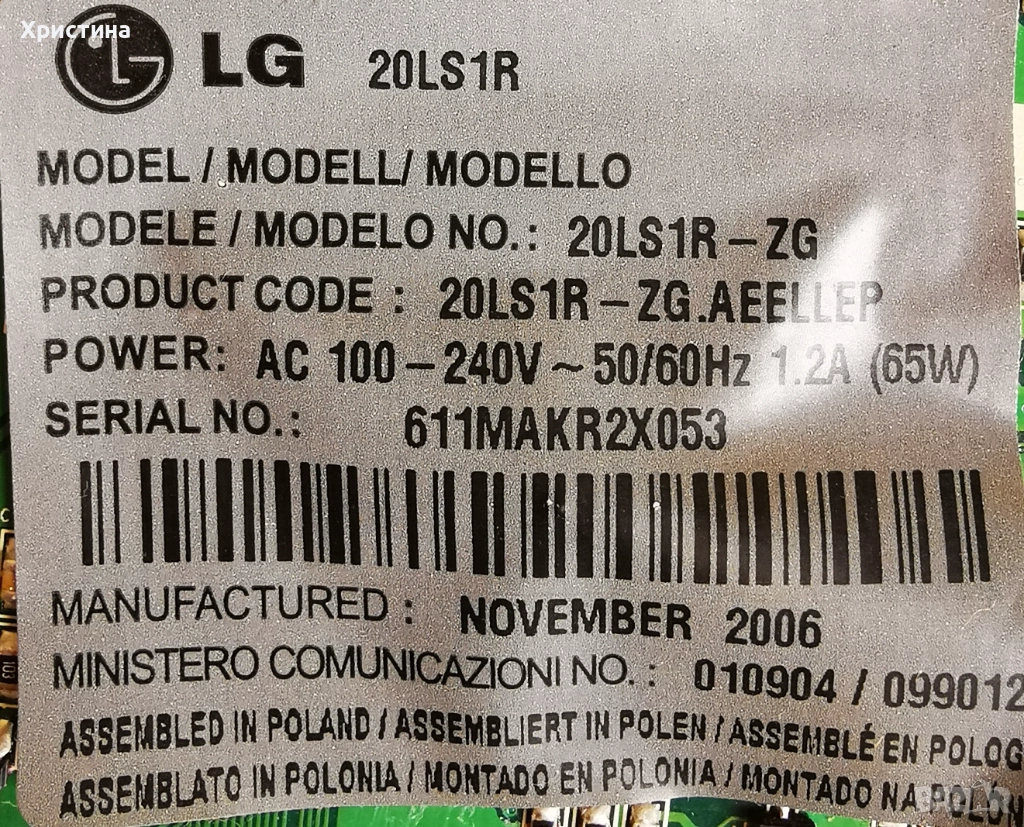 Христина
LG 20LS1R
MODEL / MODELL/ MODELLO
MODELE / MODELO NO.: 20LS1R – ZG
PRODUCT CODE : 20LS1R – ZG.AEELLEP
POWER: AC 100 – 240V ~ 50/60Hz 1.2A (65W)
SERIAL NO.: 611MAKR2X053
MANUFACTURED : NOVEMBER 2006
MINISTERO COMUNICAZIONI NO. : 010904 / 099012
ASSEMBLED IN POLAND / ASSEMBLIERT IN POLEN / ASSEMBLÉ EN POLOG
ASSEMBLATO IN POLONIA / MONTADO EN POLONIA / MONTADO NA POLÓN
103